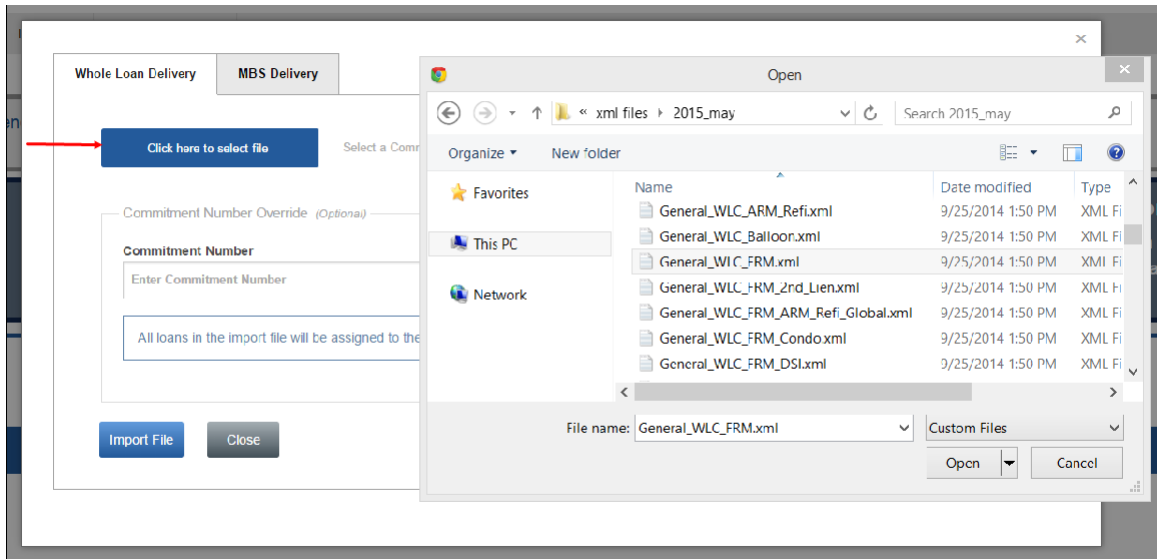 Whole Loan Delivery
MBS Delivery
Click here to select file
Select a Comm
Commitment Number Override (Optional)
Commitment Number
Enter Commitment Number
All loans in the import file will be assigned to the
Import File
Close
Open
« xml files 2015_may
Search 2015_may
Organize
New folder
Favorites
This PC
Network
Name Date modified Type
General_WLC_ARM_Refi.xml 9/25/2014 1:50 PM XML Fi
General_WLC_Balloon.xml 9/25/2014 1:50 PM XML Fi
General_WLC_FRM.xml 9/25/2014 1:50 PM XML Fi
General_WLC_FRM_2nd_Lien.xml 9/25/2014 1:50 PM XML Fi
General_WLC_FRM_ARM_Refi_Global.xml 9/25/2014 1:50 PM XML Fi
General_WLC_FRM_Condo.xml 9/25/2014 1:50 PM XML Fi
General_WLC_FRM_DSI.xml 9/25/2014 1:50 PM XML Fi
File name: General_WLC_FRM.xml
Custom Files
Open
Cancel